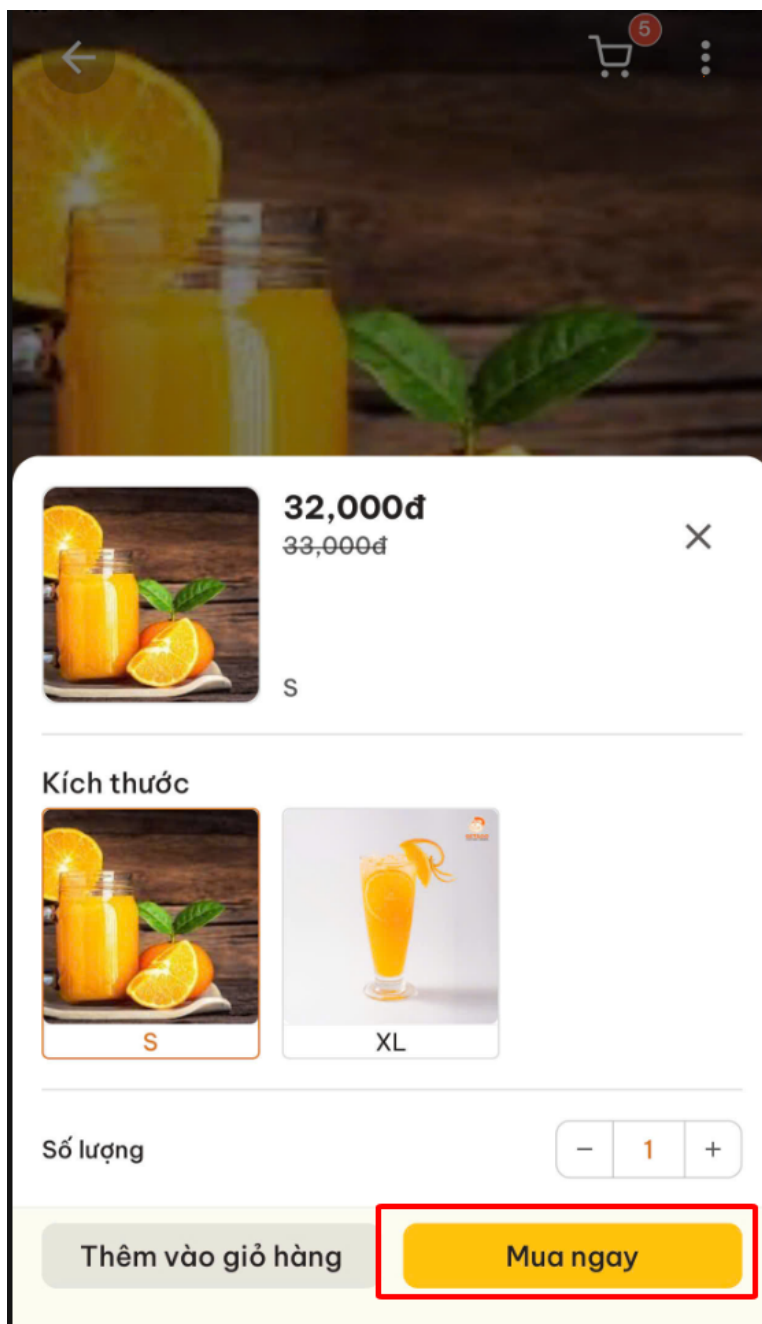 5
32,000đ
33,000đ
S
Kích thước
S
XL
Số lượng
− 1 +
Thêm vào giỏ hàng
Mua ngay